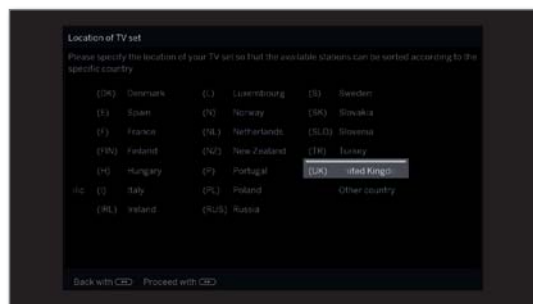 Location of TV set
Please specify the location of your TV set so that the available stations can be sorted according to the
specific country
(DK) Denmark (L) Luxembourg (S) Sweden
(E) Spain (N) Norway (SK) Slovakia
(F) France (NL) Netherlands (SLO) Slovenia
(FIN) Finland (NZ) New Zealand (TR) Turkey
(H) Hungary (P) Portugal (UK) nited Kingd
(I) Italy (PL) Poland Other country
(IRL) Ireland (RUS) Russia
Back with Proceed with